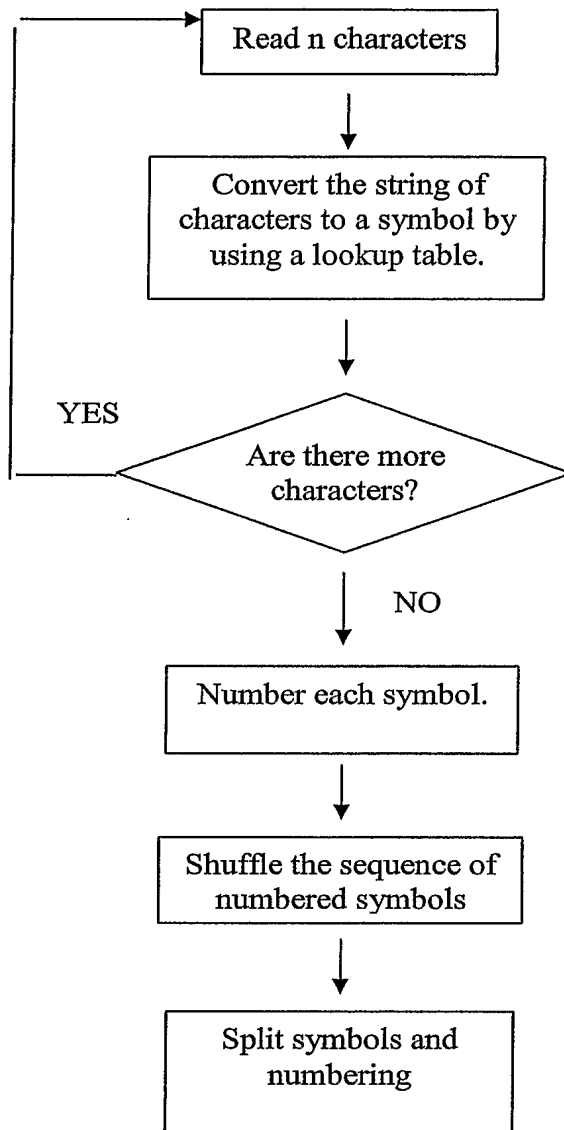 Read n characters
Convert the string of
characters to a symbol by
using a lookup table.
YES
Are there more
characters?
NO
Number each symbol.
Shuffle the sequence of
numbered symbols
Split symbols and
numbering